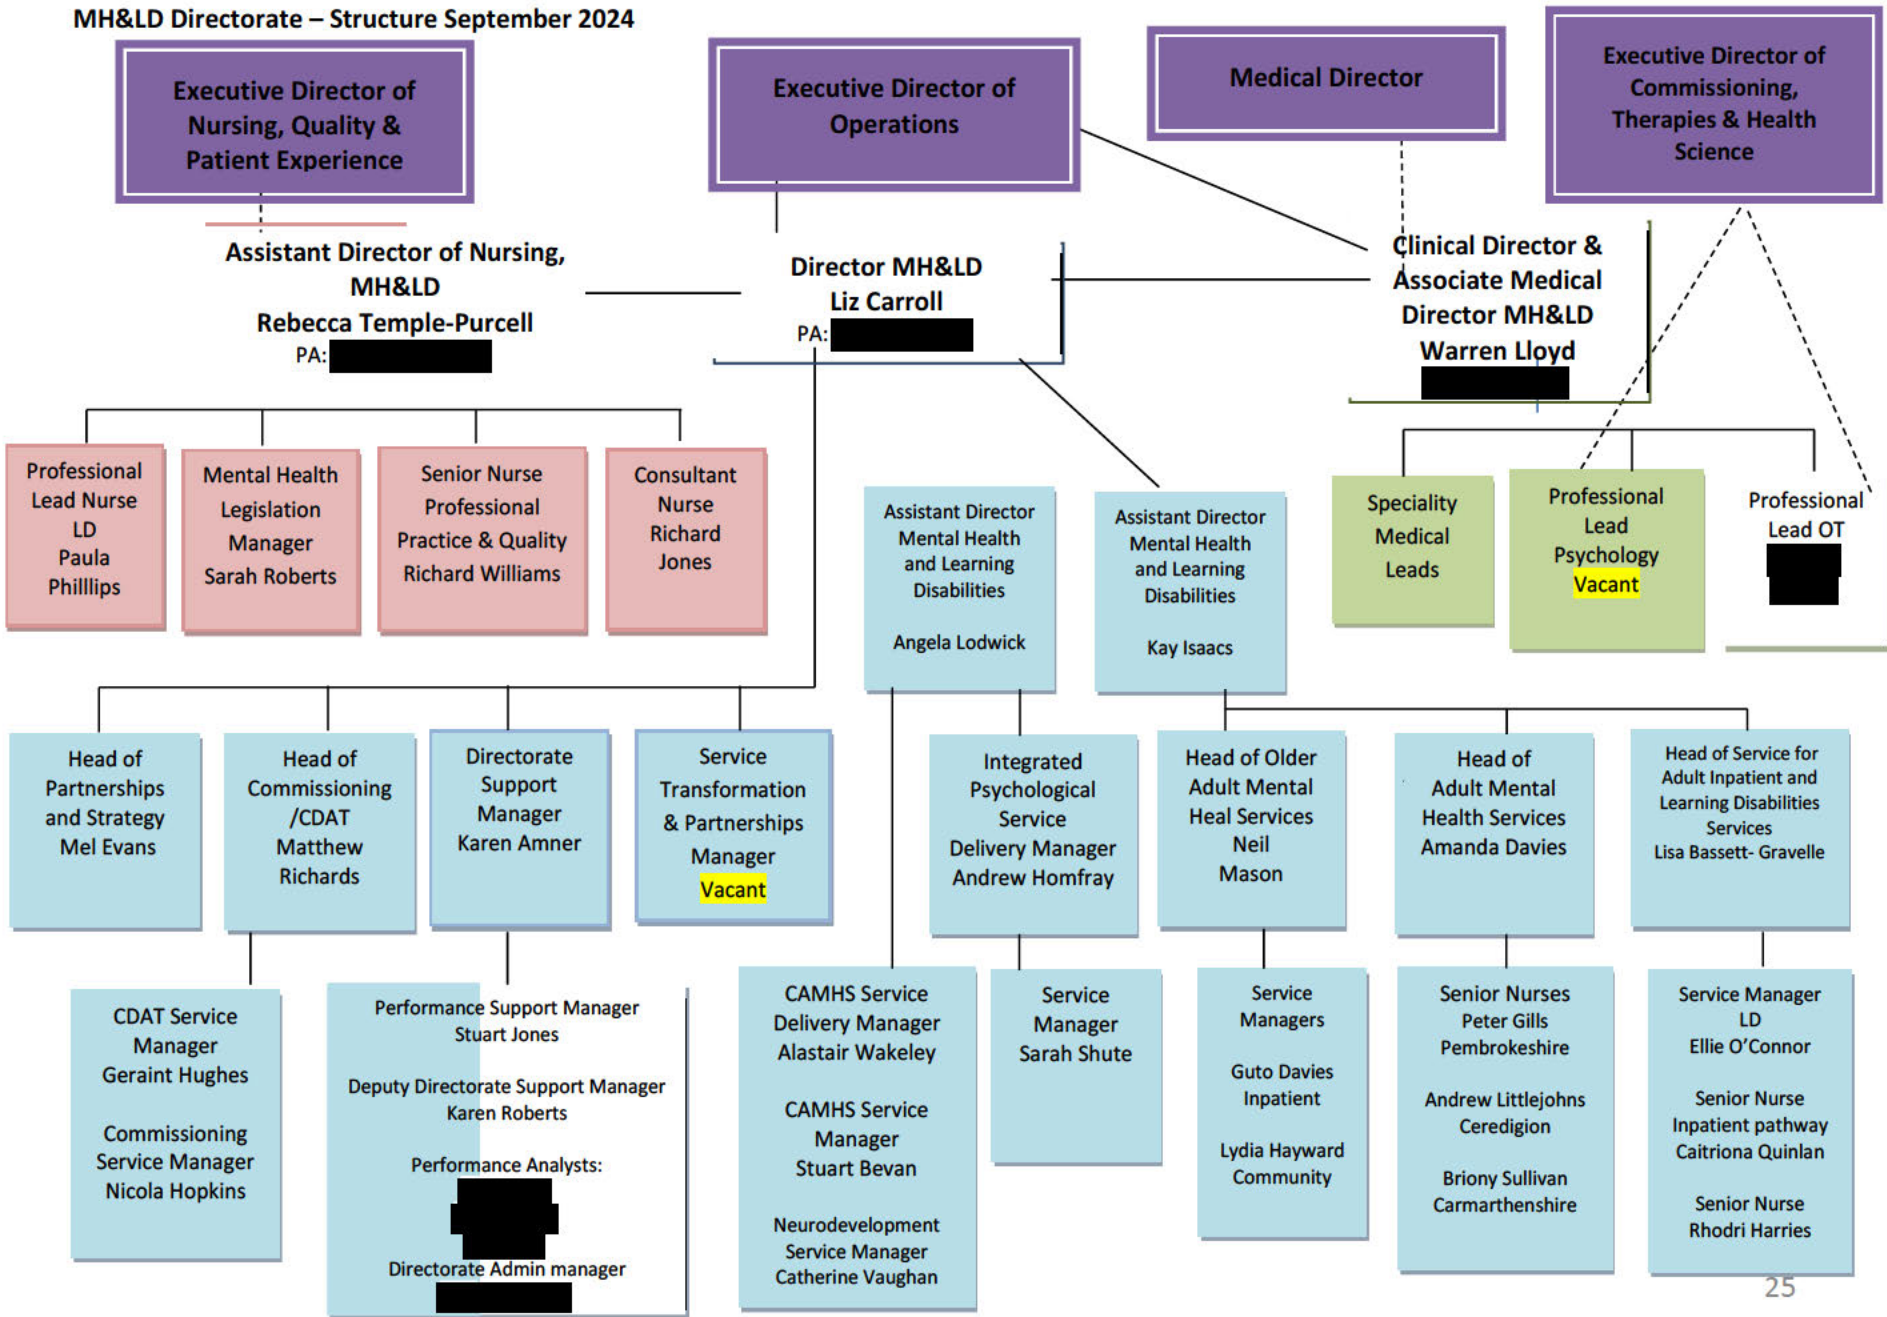 MH&LD Directorate – Structure September 2024
Executive Director of
Nursing, Quality &
Patient Experience
Executive Director of
Operations
Medical Director
Executive Director of
Commissioning,
Therapies & Health
Science
Assistant Director of Nursing,
MH&LD
Rebecca Temple-Purcell
PA:
Director MH&LD
Liz Carroll
PA:
Clinical Director &
Associate Medical
Director MH&LD
Warren Lloyd
Professional
Lead Nurse
LD
Paula
Philllips
Mental Health
Legislation
Manager
Sarah Roberts
Senior Nurse
Professional
Practice & Quality
Richard Williams
Consultant
Nurse
Richard
Jones
Assistant Director
Mental Health
and Learning
Disabilities
Angela Lodwick
Assistant Director
Mental Health
and Learning
Disabilities
Kay Isaacs
Speciality
Medical
Leads
Professional
Lead
Psychology
Vacant
Professional
Lead OT
Head of
Partnerships
and Strategy
Mel Evans
Head of
Commissioning
/CDAT
Matthew
Richards
Directorate
Support
Manager
Karen Amner
Service
Transformation
& Partnerships
Manager
Vacant
Integrated
Psychological
Service
Delivery Manager
Andrew Homfray
Head of Older
Adult Mental
Heal Services
Neil
Mason
Head of
Adult Mental
Health Services
Amanda Davies
Head of Service for
Adult Inpatient and
Learning Disabilities
Services
Lisa Bassett- Gravelle
CDAT Service
Manager
Geraint Hughes
Commissioning
Service Manager
Nicola Hopkins
Performance Support Manager
Stuart Jones
Deputy Directorate Support Manager
Karen Roberts
Performance Analysts:
Directorate Admin manager
CAMHS Service
Delivery Manager
Alastair Wakeley
CAMHS Service
Manager
Stuart Bevan
Neurodevelopment
Service Manager
Catherine Vaughan
Service
Manager
Sarah Shute
Service
Managers
Guto Davies
Inpatient
Lydia Hayward
Community
Senior Nurses
Peter Gills
Pembrokeshire
Andrew Littlejohns
Ceredigion
Briony Sullivan
Carmarthenshire
Service Manager
LD
Ellie O’Connor
Senior Nurse
Inpatient pathway
Caitriona Quinlan
Senior Nurse
Rhodri Harries
25